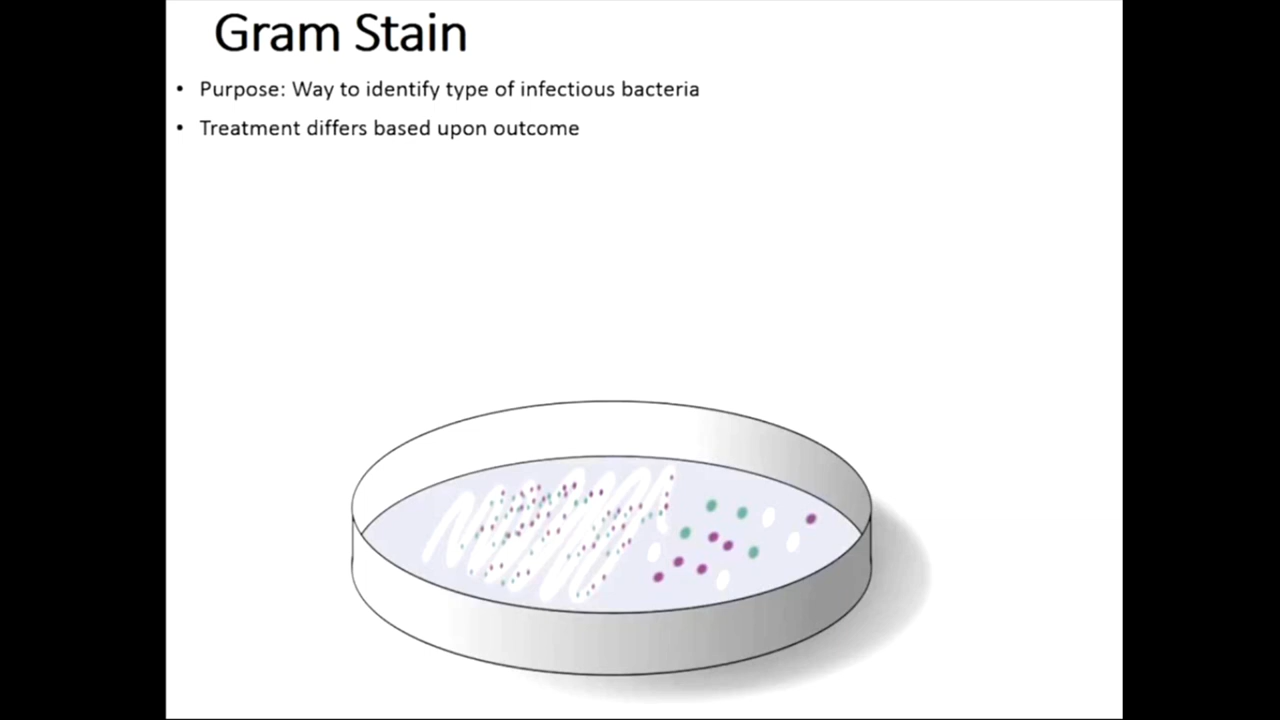 Gram Stain
• Purpose: Way to identify type of infectious bacteria
• Treatment differs based upon outcome